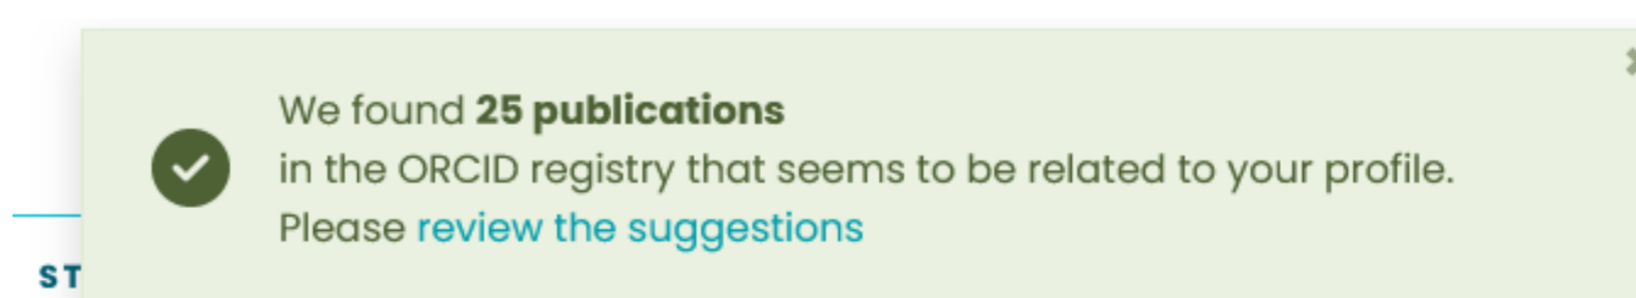 We found 25 publications
in the ORCID registry that seems to be related to your profile.
Please review the suggestions
ST